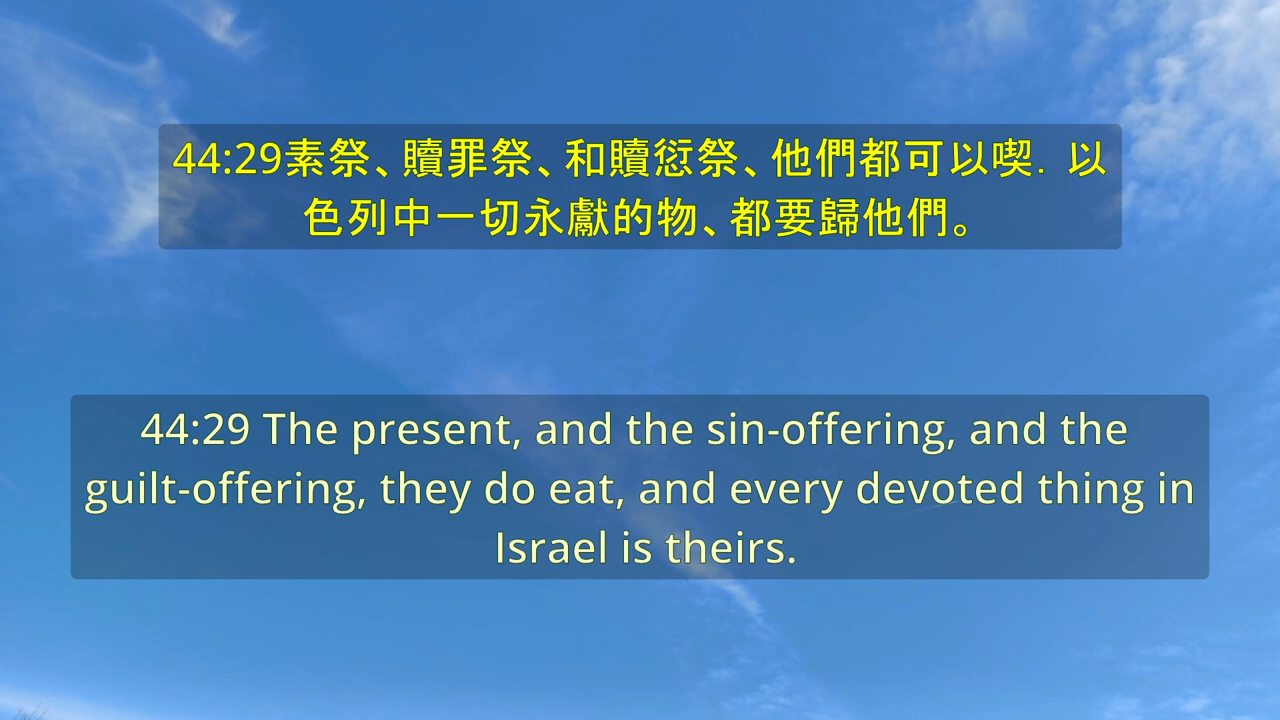 44:29素祭、贖罪祭、和贖愆祭、他們都可以喫．以
色列中一切永獻的物、都要歸他們。
44:29 The present, and the sin-offering, and the
guilt-offering, they do eat, and every devoted thing in
Israel is theirs.